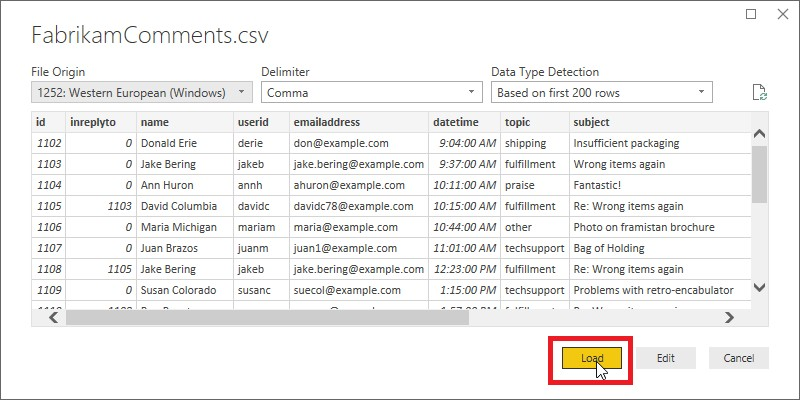 FabrikamComments.csv
File Origin Delimiter Data Type Detection
1252: Western European (Windows) Comma Based on first 200 rows
id inreplyto name userid emailaddress datetime topic subject
1102 0 Donald Erie derie don@example.com 9:04:00 AM shipping Insufficient packaging
1103 0 Jake Bering jakeb jake.bering@example.com 9:37:00 AM fulfillment Wrong items again
1104 0 Ann Huron annh ahuron@example.com 10:11:00 AM praise Fantastic!
1105 1103 David Columbia davidc davidc78@example.com 10:15:00 AM fulfillment Re: Wrong items again
1106 0 Maria Michigan mariam maria@example.com 10:44:00 AM other Photo on framistan brochure
1107 0 Juan Brazos juanm juan1@example.com 11:01:00 AM techsupport Bag of Holding
1108 1105 Jake Bering jakeb jake.bering@example.com 12:23:00 PM fulfillment Re: Wrong items again
1109 0 Susan Colorado susanc suecol@example.com 1:15:00 PM techsupport Problems with retro-encabulator
Load Edit Cancel